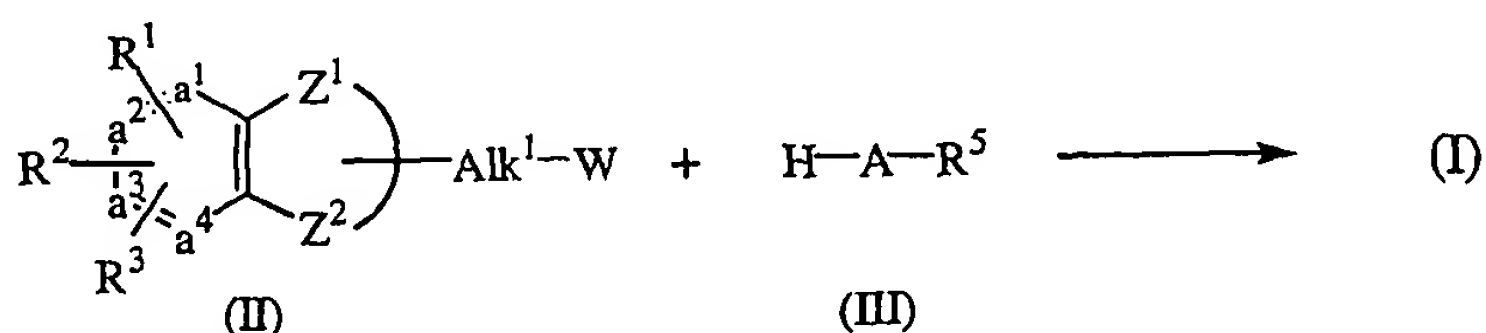 R¹
a¹ Z¹
a²
R² Alk¹—W + H—A—R⁵ (I)
a³
a⁴ Z²
R³
(II) (III)